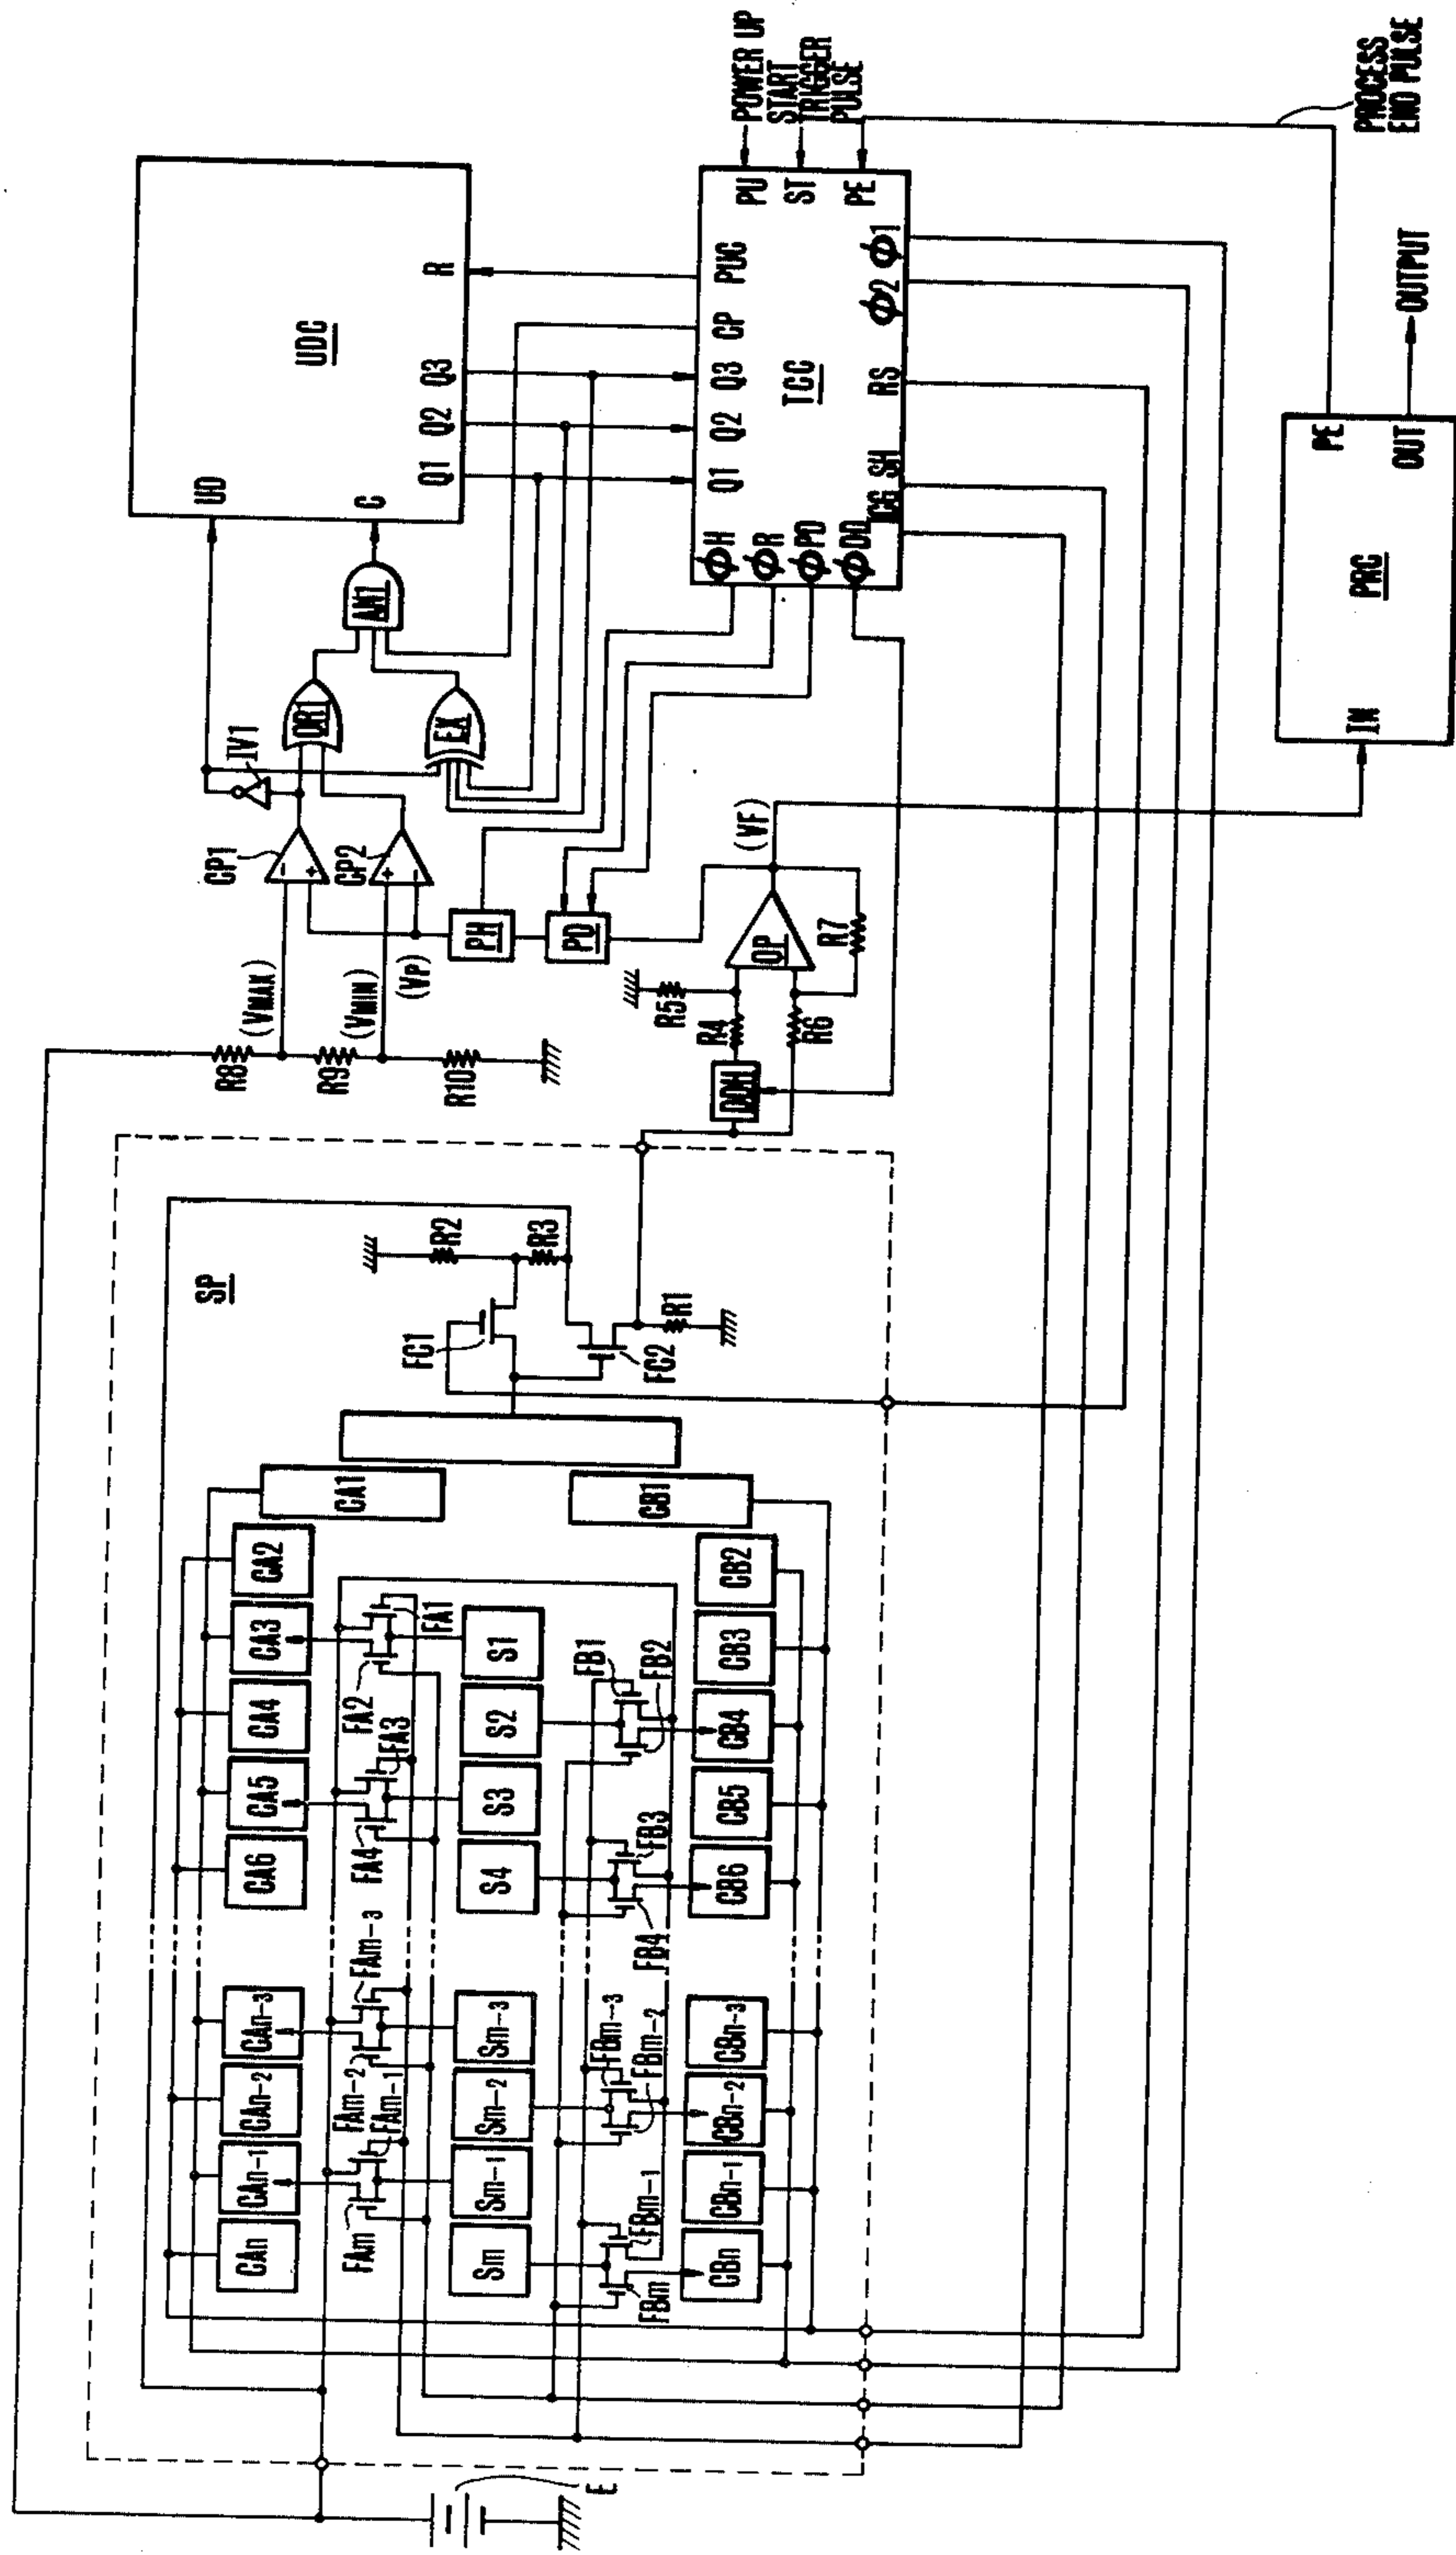 UDC
UD
C
Q1
Q2
Q3
R
IV1
OR1
AN1
EX
CP1
CP2
(VMAX)
(VMIN)
(VP)
R8
R9
R10
PH
PD
TCC
Q1
Q2
Q3
CP
PUC
PU
ST
PE
POWER UP
START
TRIGGER
PULSE
ΦH
ΦR
ΦPD
ΦDD
ICG
SH
RS
Φ2
Φ1
PROCESS
END PULSE
OUTPUT
PRC
IN
PE
OUT
(VF)
OP
R4
R5
R6
R7
DDH
SP
FC1
FC2
R1
R2
R3
CAn
CAn-1
CAn-2
CAn-3
CA6
CA5
CA4
CA3
CA2
CA1
FAm
FAm-1
FAm-2
FAm-3
FA4
FA3
FA2
FA1
Sm
Sm-1
Sm-2
Sm-3
S4
S3
S2
S1
FBm
FBm-1
FBm-2
FBm-3
FB4
FB3
FB2
FB1
CBn
CBn-1
CBn-2
CBn-3
CB6
CB5
CB4
CB3
CB2
CB1
E